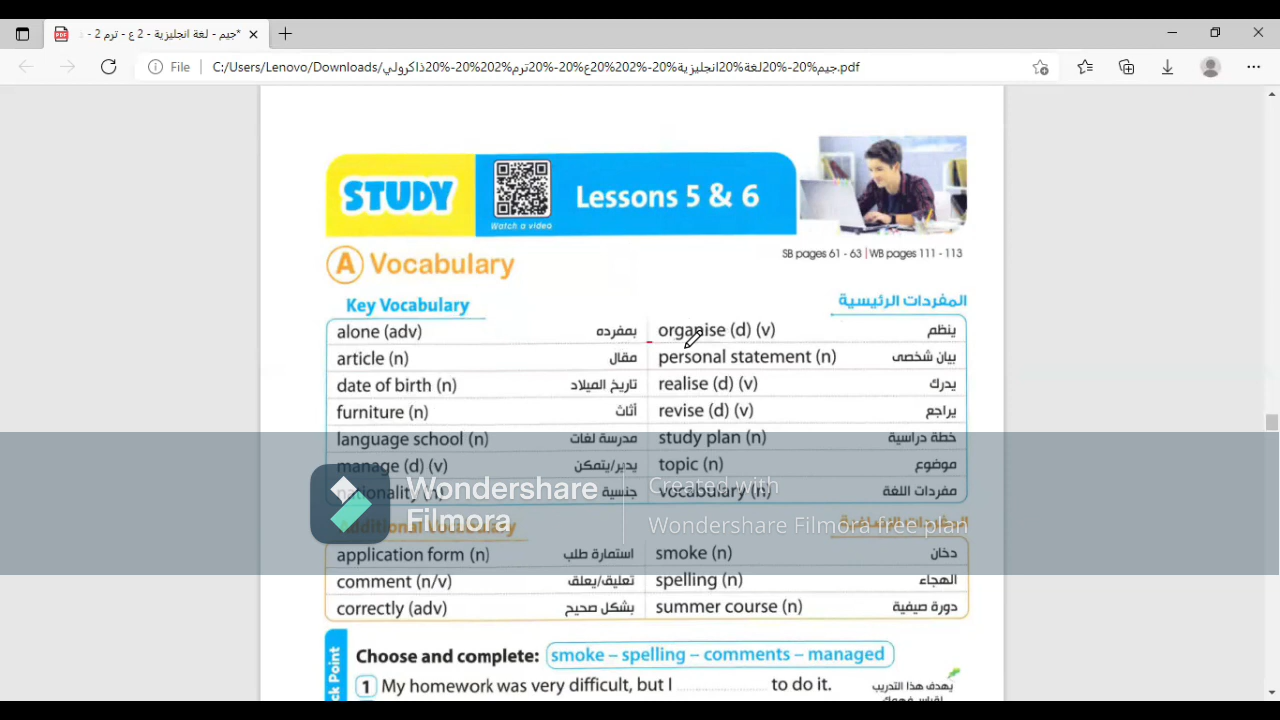 *جيم - لغة انجليزية - 2 ع - ترم 2 - ذ
File
C:/Users/Lenovo/Downloads/جيم%20-%20لغة%20انجليزية%20-%202%20ع%20-%20ترم%202%20-%20ذاكرولي.pdf
STUDY
Watch a video
Lessons 5 & 6
SB pages 61 - 63 | WB pages 111 - 113
A Vocabulary
Key Vocabulary المفردات الرئيسية
alone (adv) بمفرده organise (d) (v) ينظم
article (n) مقال personal statement (n) بيان شخصى
date of birth (n) تاريخ الميلاد realise (d) (v) يدرك
furniture (n) أثاث revise (d) (v) يراجع
language school (n) مدرسة لغات study plan (n) خطة دراسية
manage (d) (v) يدير/يتمكن topic (n) موضوع
nationality (n) جنسية vocabulary (n) مفردات اللغة
Wondershare Filmora
Created with
Wondershare Filmora free plan
Additional Vocabulary المفردات الإضافية
application form (n) استمارة طلب smoke (n) دخان
comment (n/v) تعليق/يعلق spelling (n) الهجاء
correctly (adv) بشكل صحيح summer course (n) دورة صيفية
Choose and complete: smoke – spelling – comments – managed
1 My homework was very difficult, but I ............ to do it.
يهدف هذا التدريب